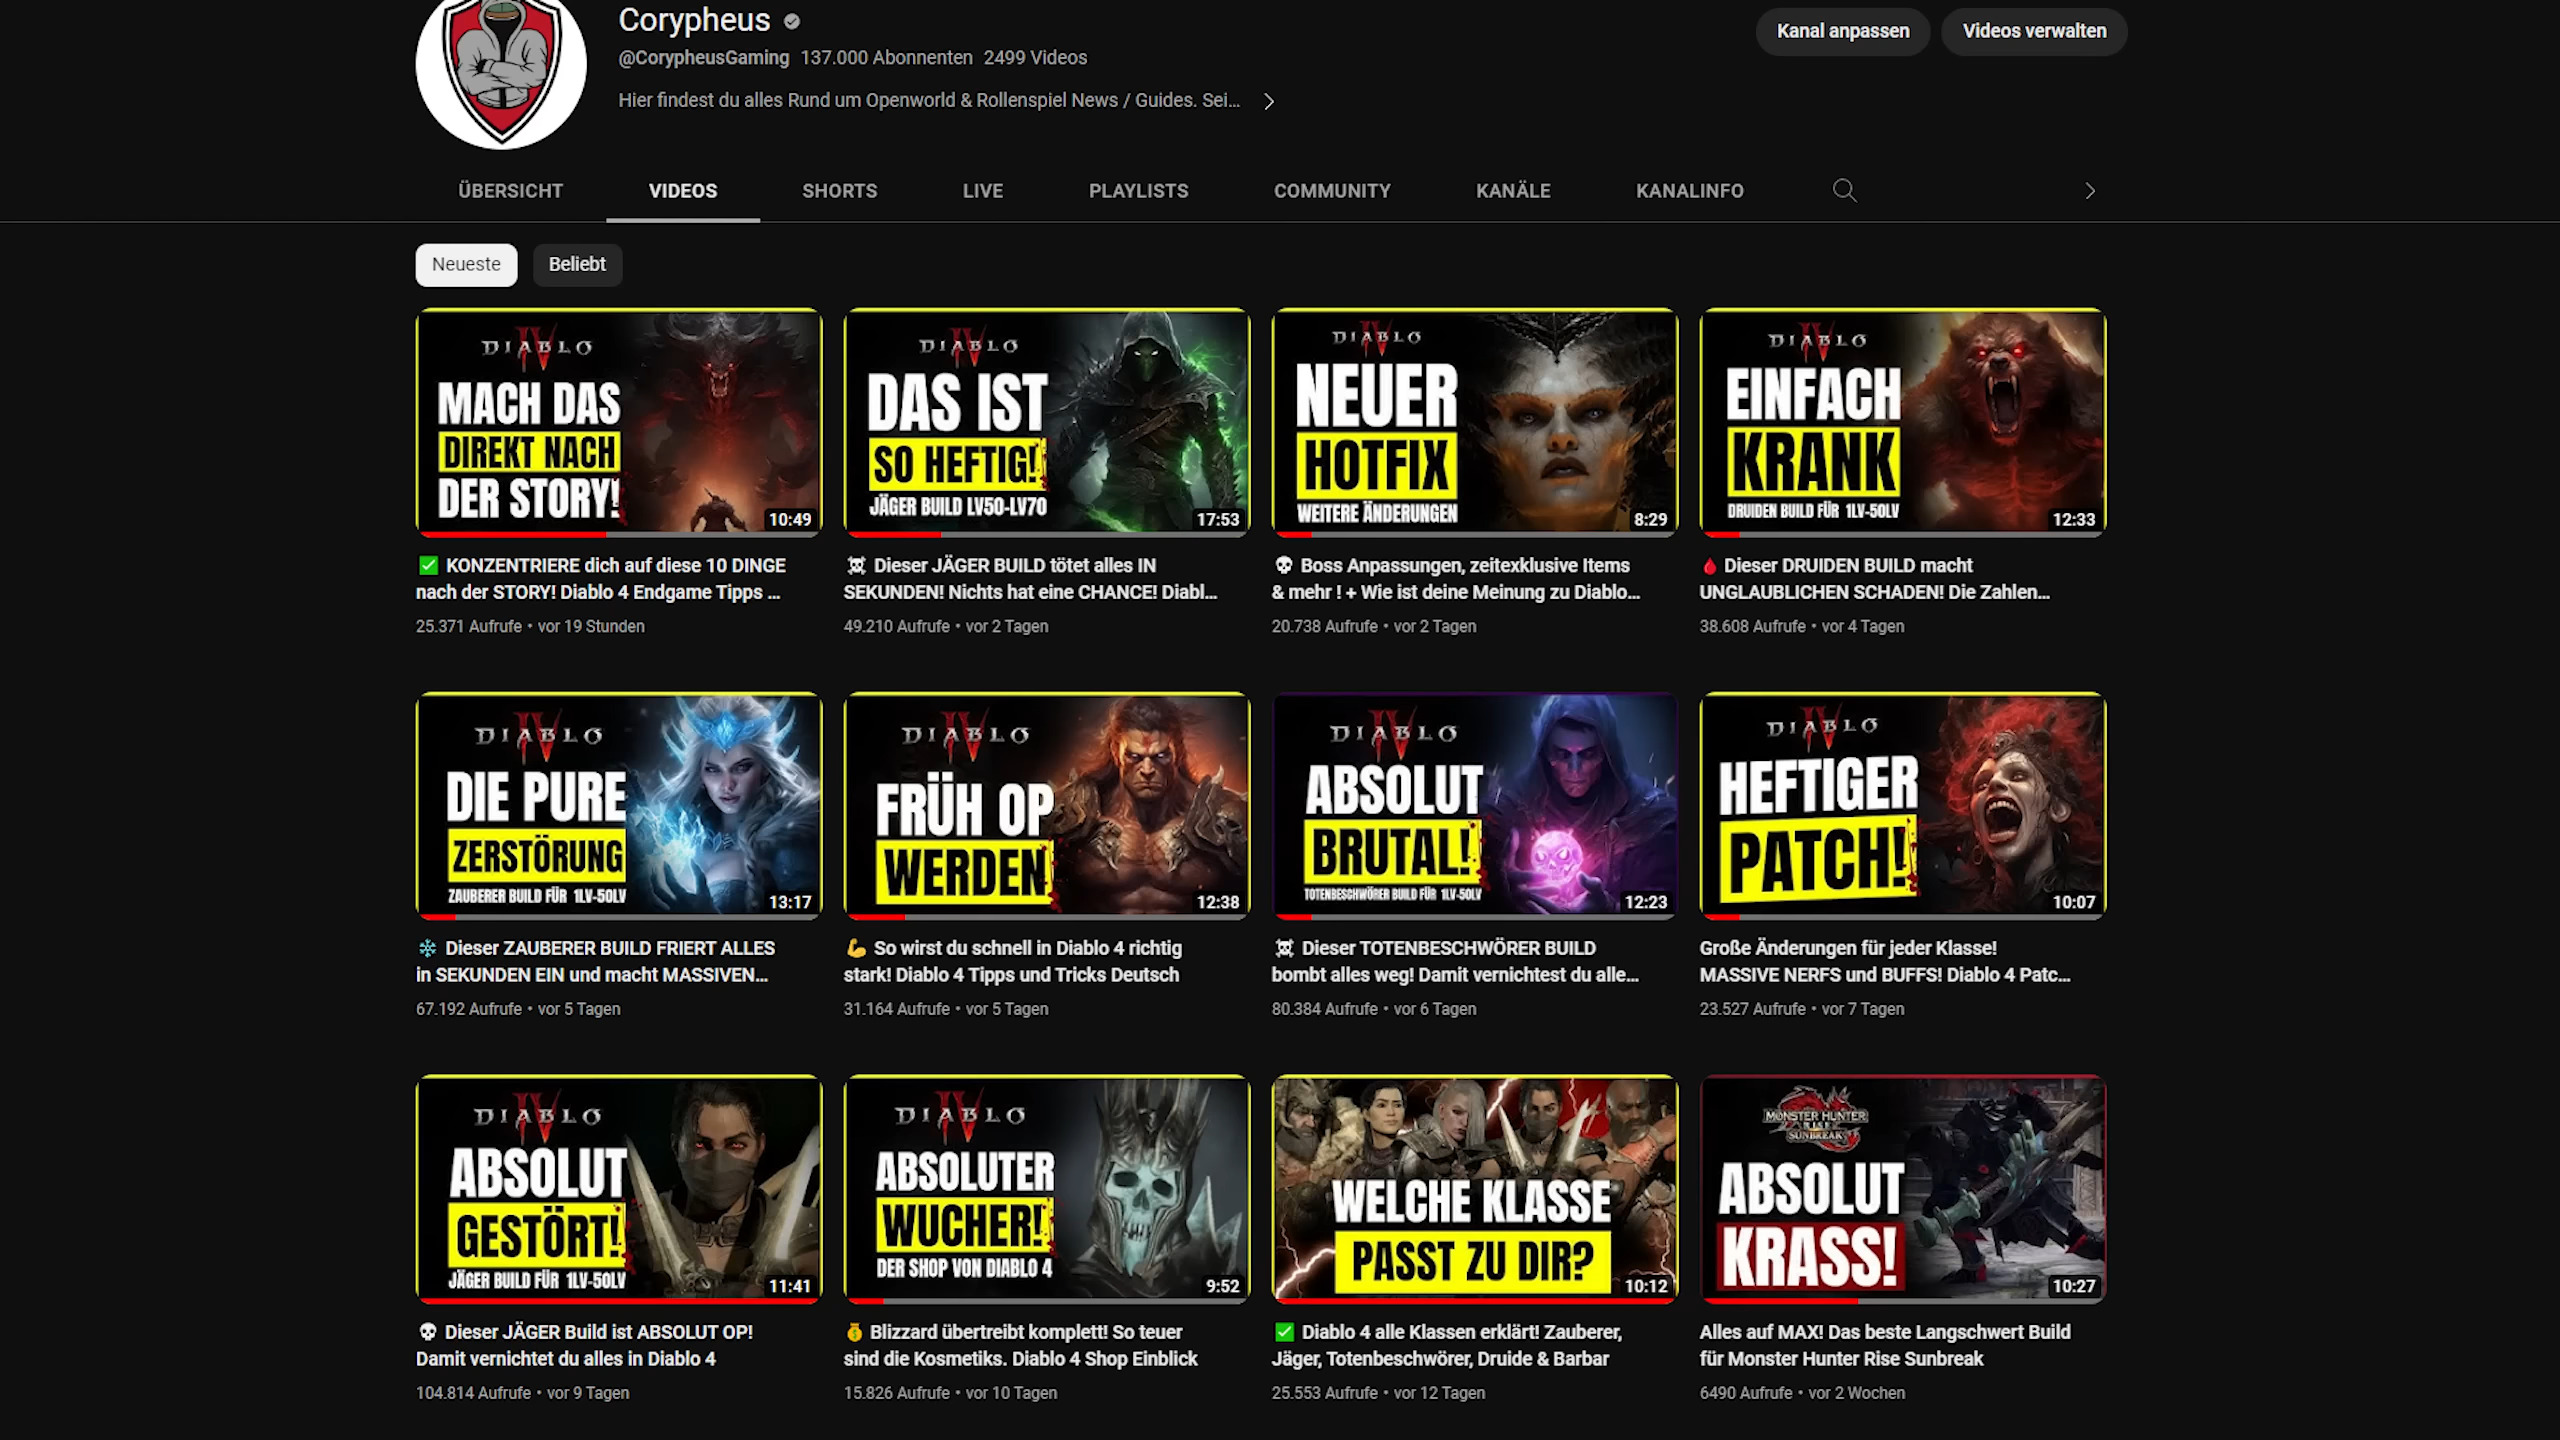 Corypheus
@CorypheusGaming 137.000 Abonnenten 2499 Videos
Hier findest du alles Rund um Openworld & Rollenspiel News / Guides. Sei...
Kanal anpassen
Videos verwalten
ÜBERSICHT
VIDEOS
SHORTS
LIVE
PLAYLISTS
COMMUNITY
KANÄLE
KANALINFO
Neueste
Beliebt
DIABLO
IV
MACH DAS
DIREKT NACH
DER STORY!
10:49
✅ KONZENTRIERE dich auf diese 10 DINGE
nach der STORY! Diablo 4 Endgame Tipps ...
25.371 Aufrufe • vor 19 Stunden
DIABLO
IV
DAS IST
SO HEFTIG!
JÄGER BUILD LV50-LV70
17:53
☠ Dieser JÄGER BUILD tötet alles IN
SEKUNDEN! Nichts hat eine CHANCE! Diabl...
49.210 Aufrufe • vor 2 Tagen
DIABLO
IV
NEUER
HOTFIX
WEITERE ÄNDERUNGEN
8:29
💀 Boss Anpassungen, zeitexklusive Items
& mehr ! + Wie ist deine Meinung zu Diablo...
20.738 Aufrufe • vor 2 Tagen
DIABLO
IV
EINFACH
KRANK
DRUIDEN BUILD FÜR 1LV-50LV
12:33
🩸 Dieser DRUIDEN BUILD macht
UNGLAUBLICHEN SCHADEN! Die Zahlen...
38.608 Aufrufe • vor 4 Tagen
DIABLO
IV
DIE PURE
ZERSTÖRUNG
ZAUBERER BUILD FÜR 1LV-50LV
13:17
❄ Dieser ZAUBERER BUILD FRIERT ALLES
in SEKUNDEN EIN und macht MASSIVEN...
67.192 Aufrufe • vor 5 Tagen
DIABLO
IV
FRÜH OP
WERDEN
12:38
💪 So wirst du schnell in Diablo 4 richtig
stark! Diablo 4 Tipps und Tricks Deutsch
31.164 Aufrufe • vor 5 Tagen
DIABLO
IV
ABSOLUT
BRUTAL!
TOTENBESCHWÖRER BUILD FÜR 1LV-50LV
12:23
☠ Dieser TOTENBESCHWÖRER BUILD
bombt alles weg! Damit vernichtest du alle...
80.384 Aufrufe • vor 6 Tagen
DIABLO
IV
HEFTIGER
PATCH!
10:07
Große Änderungen für jeder Klasse!
MASSIVE NERFS und BUFFS! Diablo 4 Patc...
23.527 Aufrufe • vor 7 Tagen
DIABLO
IV
ABSOLUT
GESTÖRT!
JÄGER BUILD FÜR 1LV-50LV
11:41
💀 Dieser JÄGER Build ist ABSOLUT OP!
Damit vernichtet du alles in Diablo 4
104.814 Aufrufe • vor 9 Tagen
DIABLO
IV
ABSOLUTER
WUCHER!
DER SHOP VON DIABLO 4
9:52
💰 Blizzard übertreibt komplett! So teuer
sind die Kosmetiks. Diablo 4 Shop Einblick
15.826 Aufrufe • vor 10 Tagen
WELCHE KLASSE
PASST ZU DIR?
10:12
✅ Diablo 4 alle Klassen erklärt! Zauberer,
Jäger, Totenbeschwörer, Druide & Barbar
25.553 Aufrufe • vor 12 Tagen
MONSTER HUNTER
RISE
SUNBREAK
ABSOLUT
KRASS!
10:27
Alles auf MAX! Das beste Langschwert Build
für Monster Hunter Rise Sunbreak
6490 Aufrufe • vor 2 Wochen